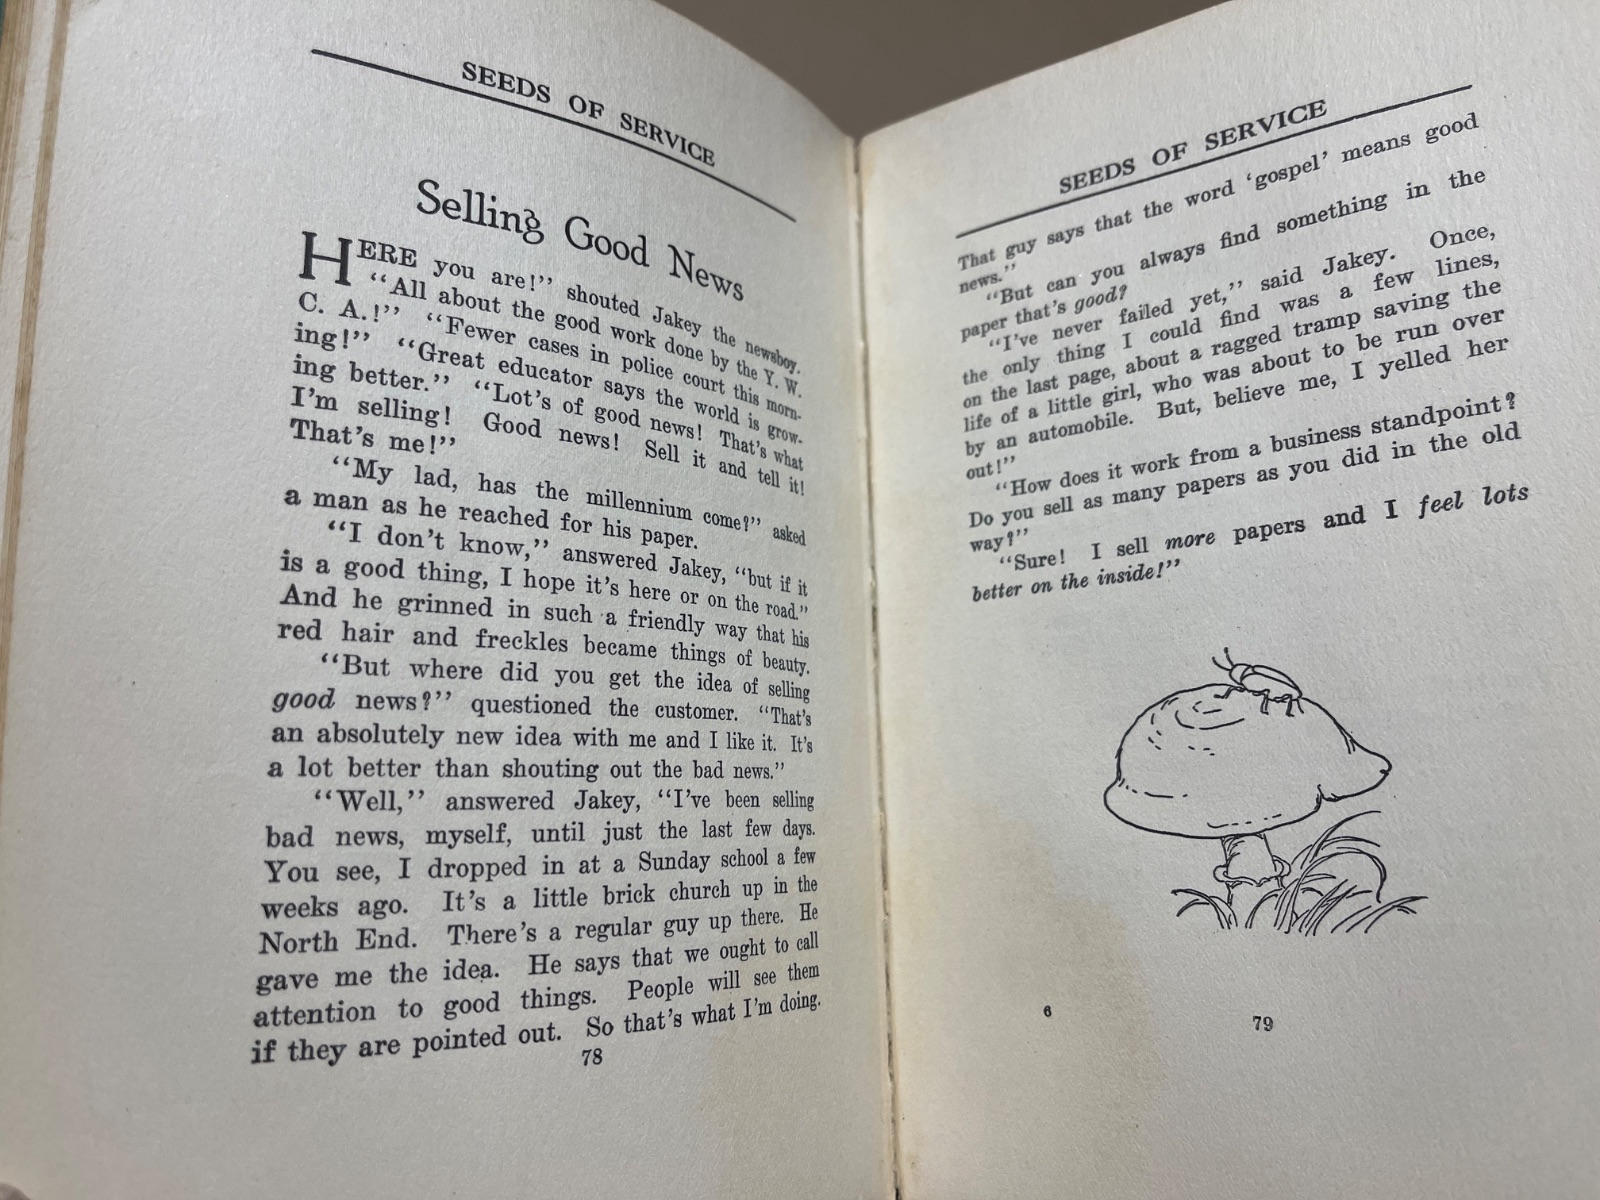 SEEDS OF SERVICE
Selling Good News
HERE you are!” shouted Jakey the newsboy.
“All about the good work done by the Y. W.
C. A.!” “Fewer cases in police court this morn-
ing!” “Great educator says the world is grow-
ing better.” “Lot's of good news! That's what
I'm selling! Good news! Sell it and tell it!
That's me!”
“My lad, has the millennium come?” asked
a man as he reached for his paper.
“I don't know,” answered Jakey, “but if it
is a good thing, I hope it's here or on the road.”
And he grinned in such a friendly way that his
red hair and freckles became things of beauty.
“But where did you get the idea of selling
good news?” questioned the customer. “That's
an absolutely new idea with me and I like it. It's
a lot better than shouting out the bad news.”
“Well,” answered Jakey, “I've been selling
bad news, myself, until just the last few days.
You see, I dropped in at a Sunday school a few
weeks ago. It's a little brick church up in the
North End. There's a regular guy up there. He
gave me the idea. He says that we ought to call
attention to good things. People will see them
if they are pointed out. So that's what I'm doing.
78
SEEDS OF SERVICE
That guy says that the word ‘gospel’ means good
news.”
“But can you always find something in the
paper that's good?
“I've never failed yet,” said Jakey. Once,
the only thing I could find was a few lines,
on the last page, about a ragged tramp saving the
life of a little girl, who was about to be run over
by an automobile. But, believe me, I yelled her
out!”
“How does it work from a business standpoint?
Do you sell as many papers as you did in the old
way?”
“Sure! I sell more papers and I feel lots
better on the inside!”
6
79